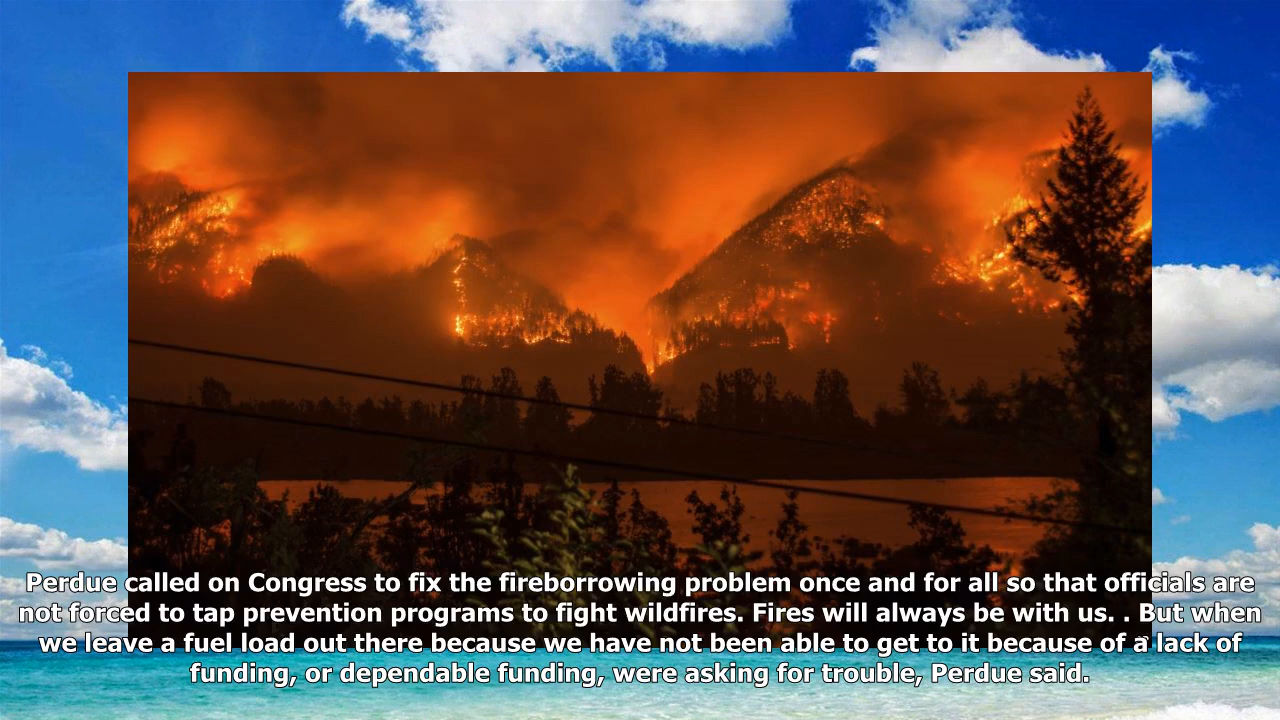 Perdue called on Congress to fix the fireborrowing problem once and for all so that officials are
not forced to tap prevention programs to fight wildfires. Fires will always be with us. . But when
we leave a fuel load out there because we have not been able to get to it because of a lack of
funding, or dependable funding, were asking for trouble, Perdue said.